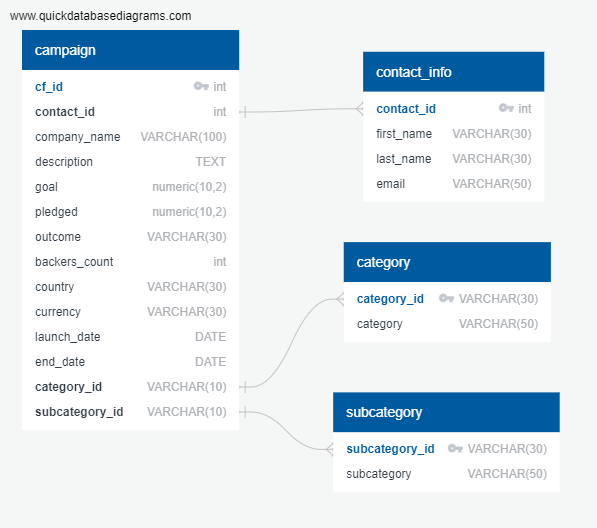 www.quickdatabasediagrams.com
campaign
cf_id int
contact_id int
company_name VARCHAR(100)
description TEXT
goal numeric(10,2)
pledged numeric(10,2)
outcome VARCHAR(30)
backers_count int
country VARCHAR(30)
currency VARCHAR(30)
launch_date DATE
end_date DATE
category_id VARCHAR(10)
subcategory_id VARCHAR(10)
contact_info
contact_id int
first_name VARCHAR(30)
last_name VARCHAR(30)
email VARCHAR(50)
category
category_id VARCHAR(30)
category VARCHAR(50)
subcategory
subcategory_id VARCHAR(30)
subcategory VARCHAR(50)